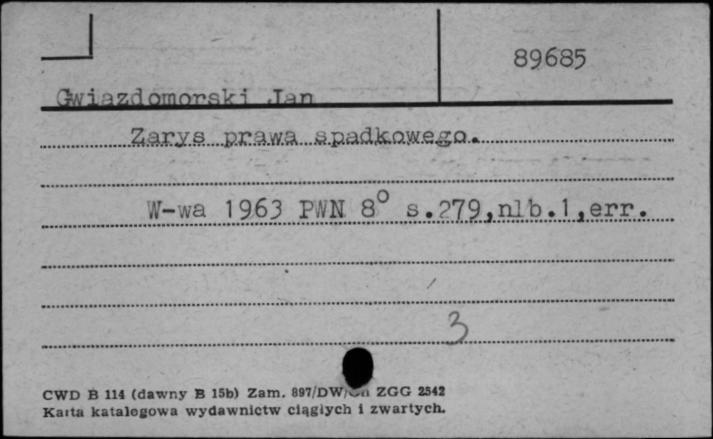 89685
Gwiazdomorski Jan
Zarys prawa spadkowego.
W-wa 1963 PWN 8° s.279,nlb.1,err.
3
CWD B 114 (dawny B 15b) Zam. 897/DW/ ZGG 2542
Karta katalogowa wydawnictw ciągłych i zwartych.